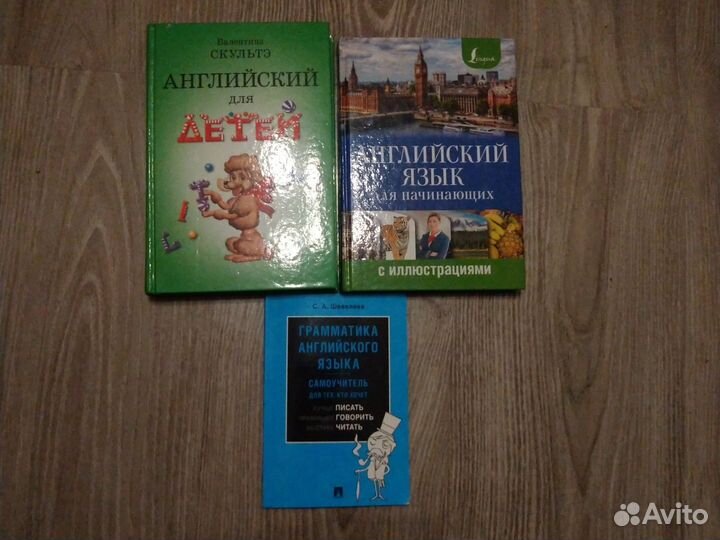 Валентина
СКУЛЬТЭ
АНГЛИЙСКИЙ
ДЛЯ
ДЕТЕЙ
Lingua
АНГЛИЙСКИЙ
ЯЗЫК
для начинающих
с иллюстрациями
С. А. Шевелева
ГРАММАТИКА
АНГЛИЙСКОГО
ЯЗЫКА
САМОУЧИТЕЛЬ
ДЛЯ ТЕХ, КТО ХОЧЕТ
ПИСАТЬ
ГОВОРИТЬ
ЧИТАТЬ
Avito